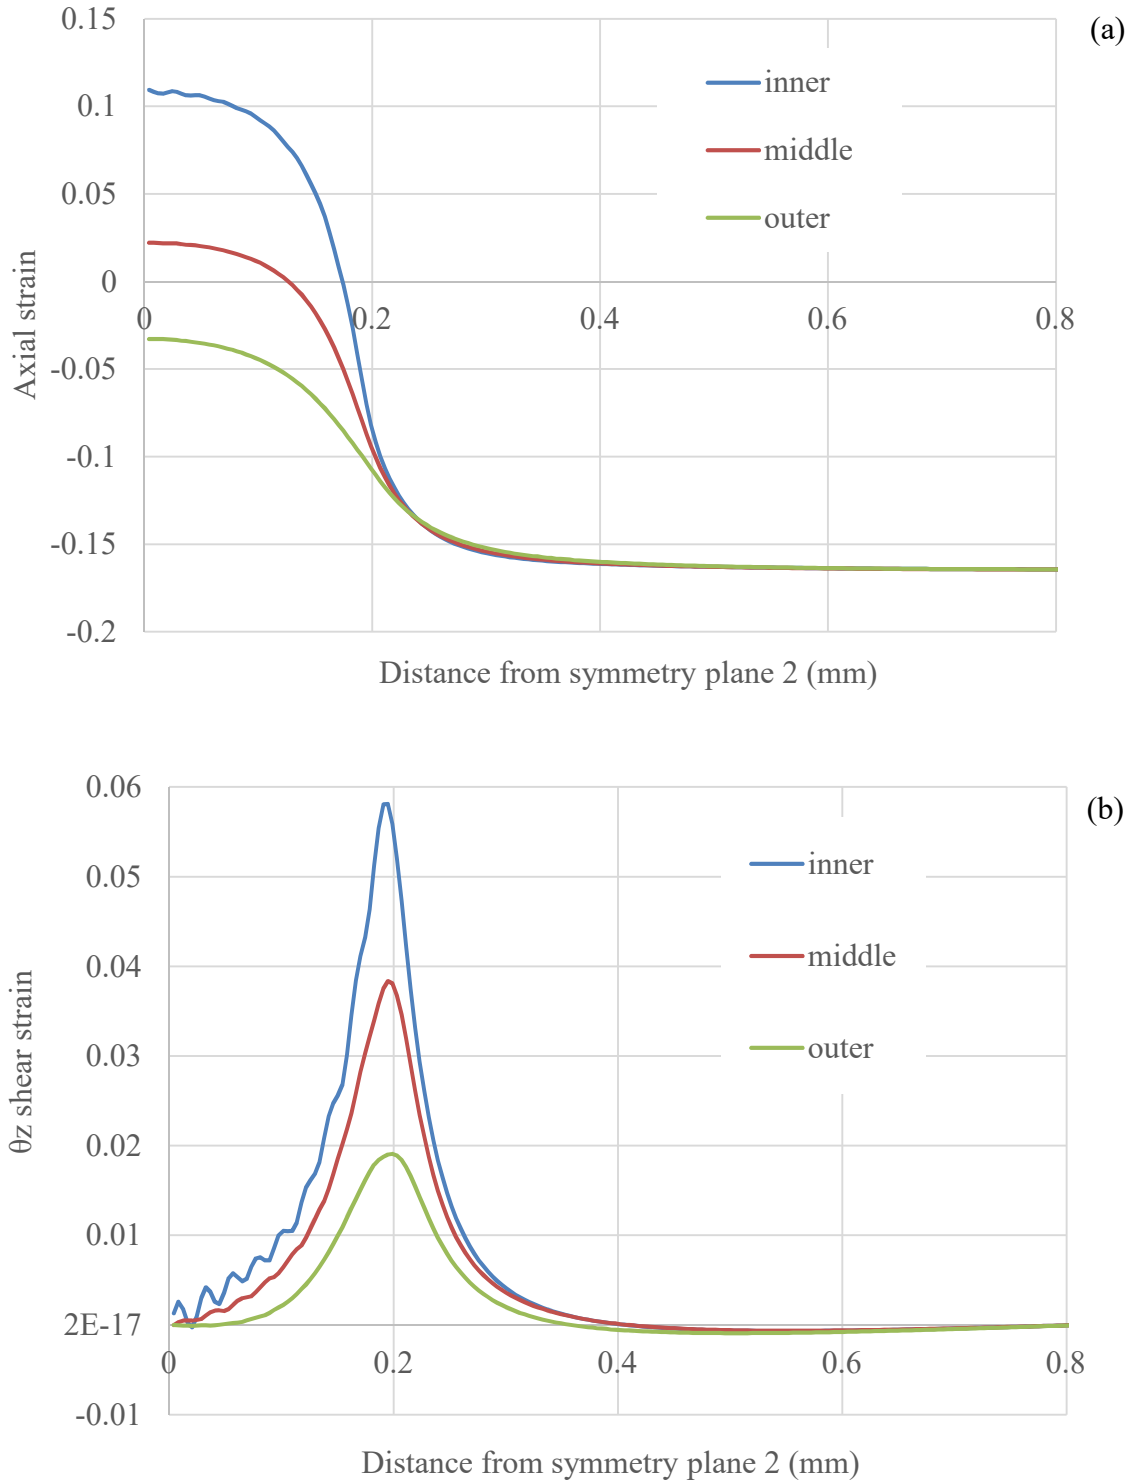 0.15
(a)
inner
0.1
middle
0.05
outer
0
0
0.2
0.4
0.6
0.8
Axial strain
-0.05
-0.1
-0.15
-0.2
Distance from symmetry plane 2 (mm)
0.06
(b)
inner
0.05
middle
0.04
0.03
outer
θz shear strain
0.02
0.01
2E-17
0
0.2
0.4
0.6
0.8
-0.01
Distance from symmetry plane 2 (mm)